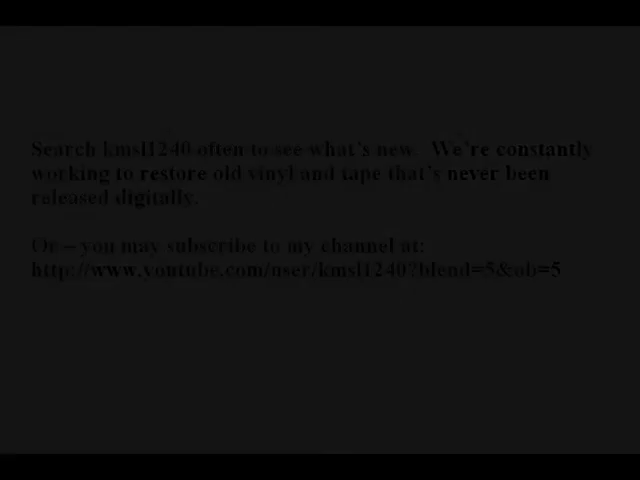 Search kmsl1240 often to see what's new.  We're constantly
working to restore old vinyl and tape that's never been
released digitally.
Or – you may subscribe to my channel at:
http://www.youtube.com/user/kmsl1240?blend=5&ob=5